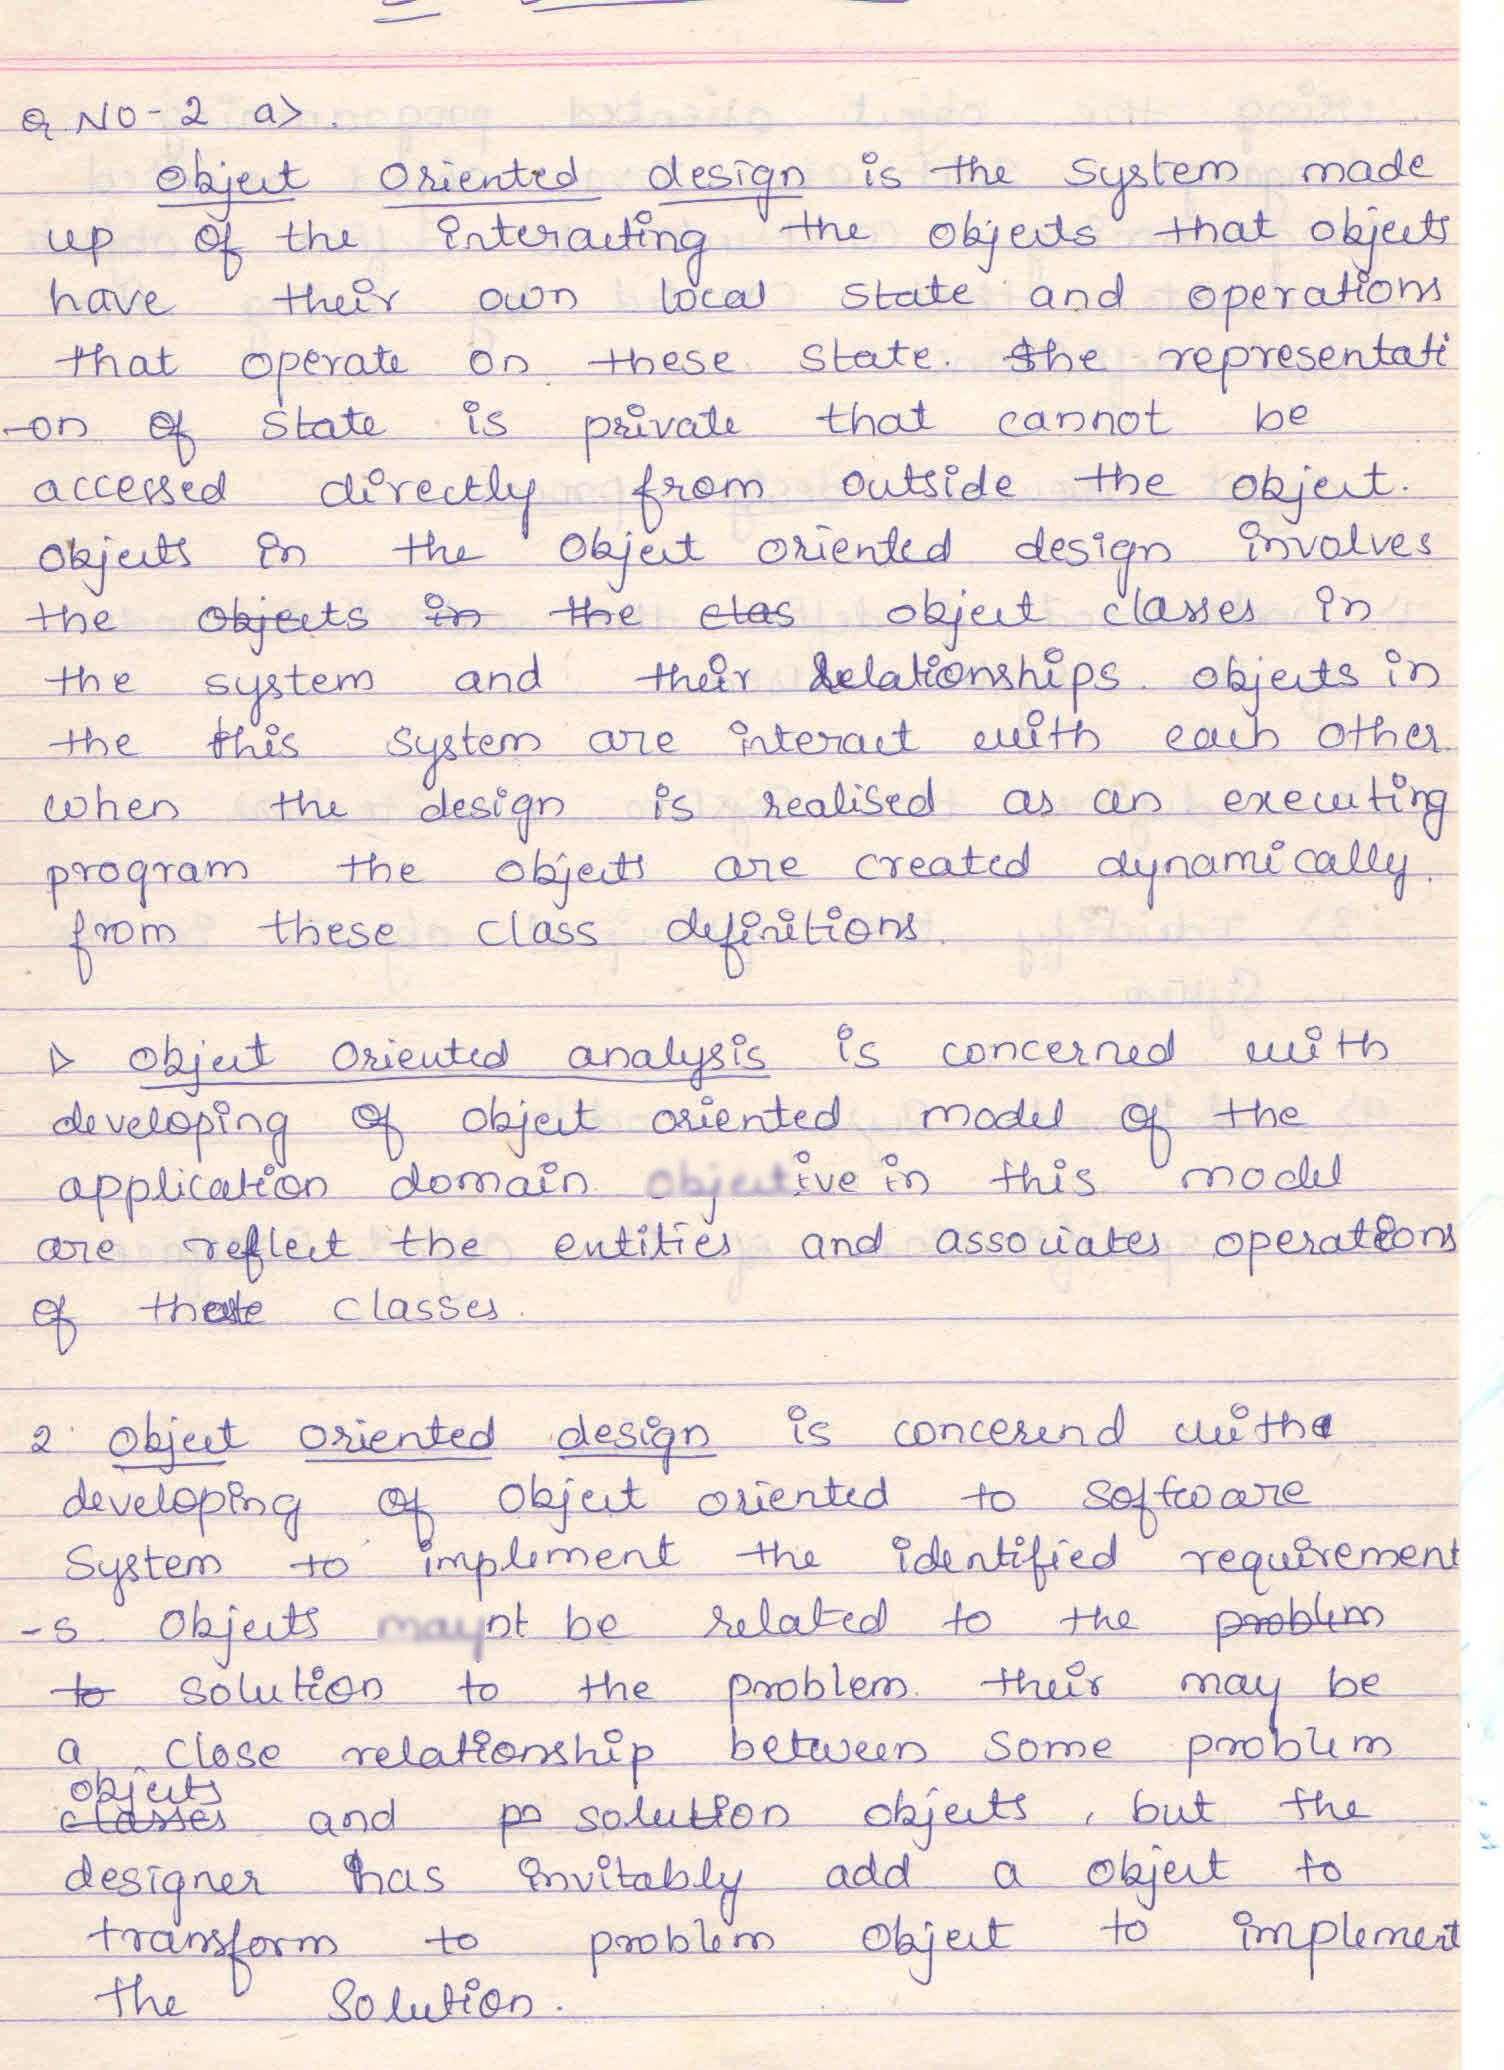 Q NO-2 a>.
Object Oriented design is the system made
up of the interacting the objects that objects
have their own local state and operations
that operate on these state. The representati
-on of state is private that cannot be
accessed directly from outside the object.
Objects in the object oriented design involves
the objects in the clas object classes in
the system and their Relationships. objects in
the this system are interact with each other
when the design is realised as an executing
program the objects are created dynamically.
from these class definitions.
1> object oriented analysis is concerned with
developing of object oriented model of the
application domain in this model
are reflect the entities and associates operations
of classes.
2. object oriented design is concerend with
developing of object oriented to software
System to implement the identified requirement
-s. Objects be related to the problem
to solution to the problem. their may be
a close relationship between some problem
objects
classes and solution objects, but the
designer has invitably add a object to
transform to problem object to implement
the Solution.